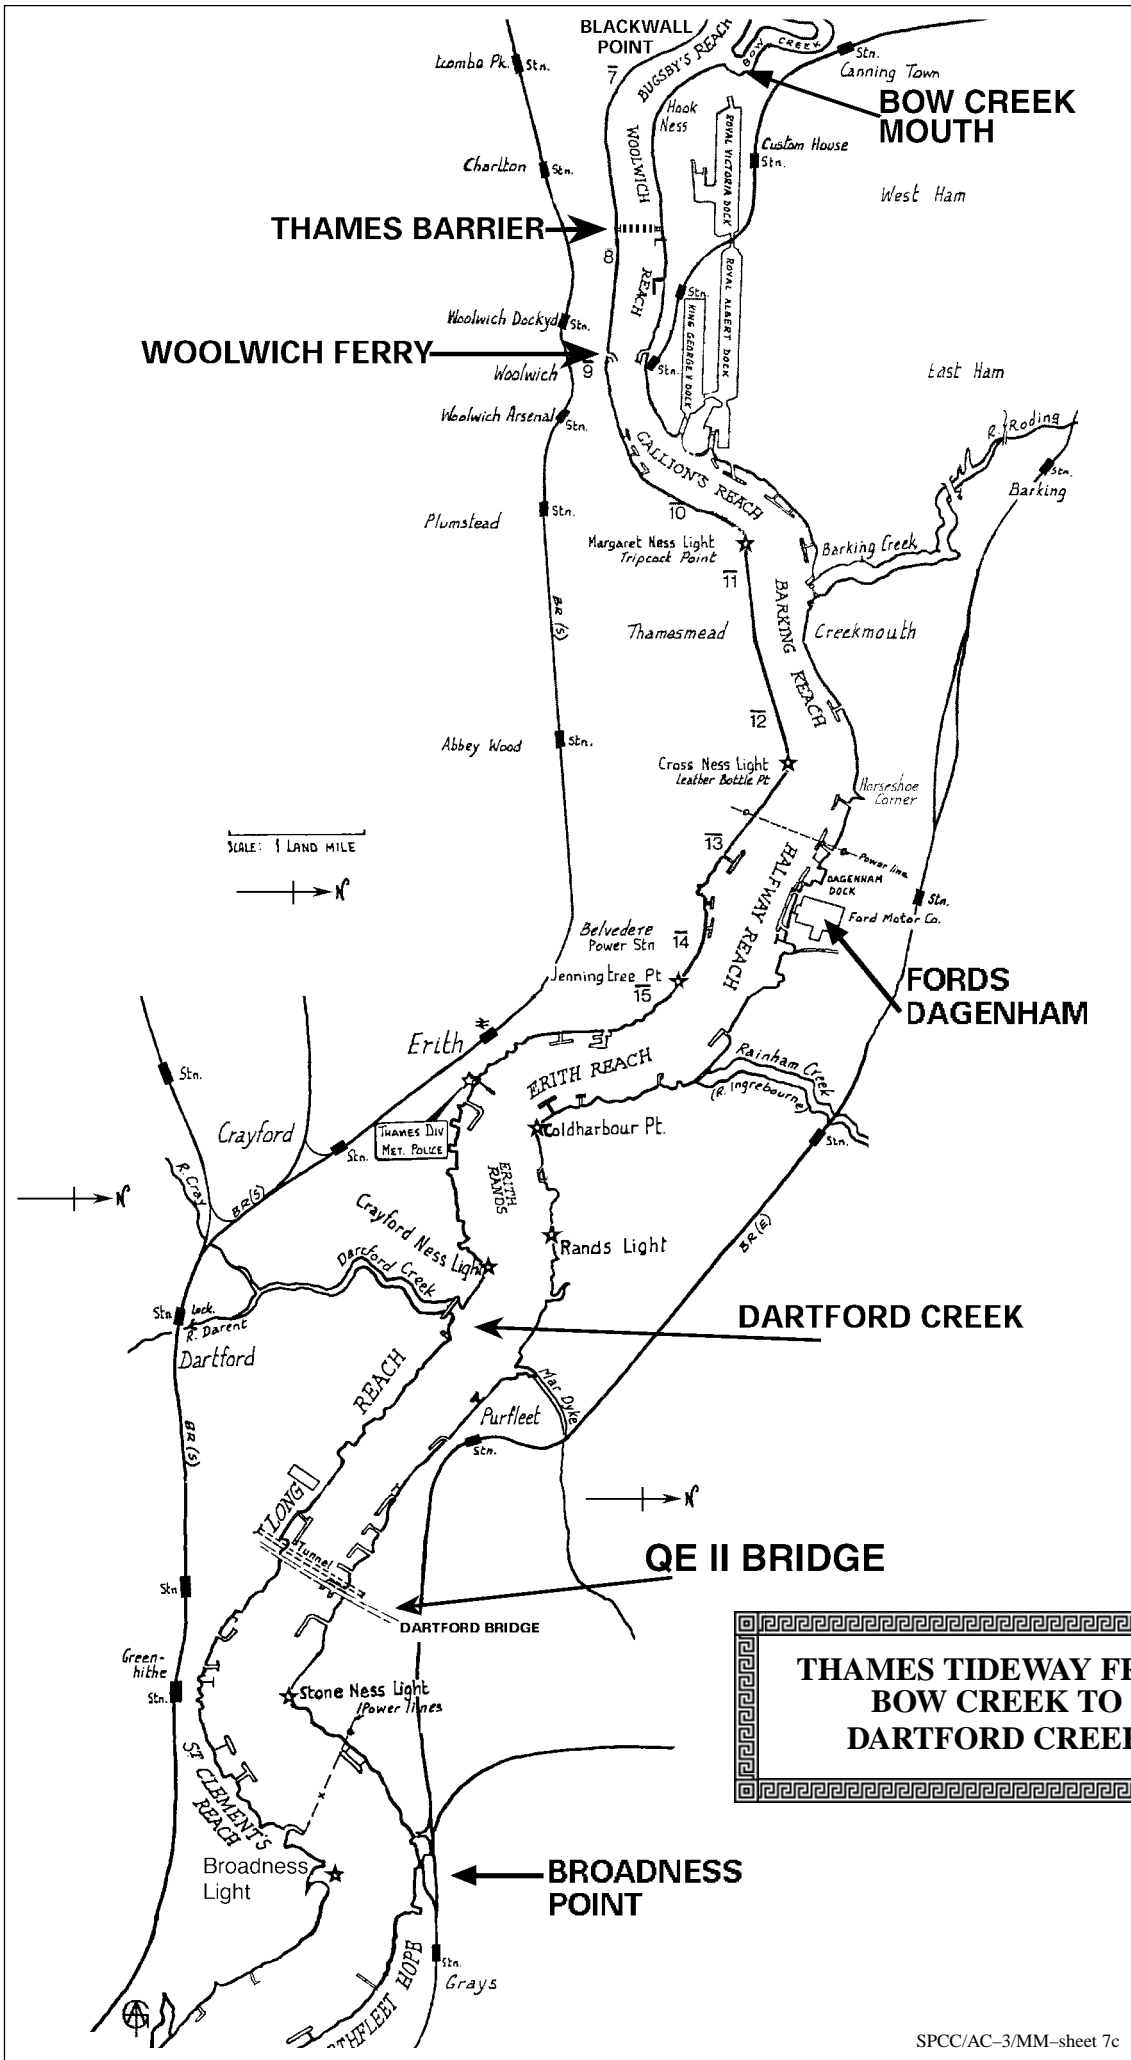 BLACKWALL
POINT
BUGSBY'S REACH
BOW CREEK
Stn.
Stn.
Canning Town
7
BOW CREEK
MOUTH
Hook
Ness
WOOLWICH
REACH
ROYAL VICTORIA DOCK
Custom House
Stn.
Charlton
Stn.
West Ham
THAMES BARRIER
8
ROYAL ALBERT DOCK
KING GEORGE V DOCK
Stn.
Woolwich Dockyd
Stn.
WOOLWICH FERRY
9
Stn.
Woolwich
East Ham
Woolwich Arsenal
Stn.
R. Roding
GALLION'S REACH
Stn.
Barking
10
Plumstead
Stn.
Margaret Ness Light
Tripcock Point
Barking Creek
11
BARKING REACH
BR (S)
Thamesmead
Creekmouth
12
Abbey Wood
Stn.
Cross Ness Light
Leather Bottle Pt
Horseshoe
Corner
SCALE: 1 LAND MILE
13
Power line
N
HALFWAY REACH
DAGENHAM
DOCK
Stn.
Ford Motor Co.
Belvedere
Power Stn
14
Jenningtree Pt
15
FORDS
DAGENHAM
Erith
ERITH REACH
Rainham Creek
(R. Ingrebourne)
Stn.
Crayford
THAMES DIV
MET. POLICE
Coldharbour Pt.
Stn.
Stn.
R. Cray
BR (S)
N
ERITH
RANDS
Crayford Ness Light
Rands Light
BR (E)
Dartford Creek
Stn
Lock.
R. Darent
Dartford
DARTFORD CREEK
LONG REACH
Mar Dyke
Purfleet
Stn.
BR (S)
N
Tunnel
QE II BRIDGE
Stn
DARTFORD BRIDGE
Green-
hithe
Stn.
Stone Ness Light
Power lines
THAMES TIDEWAY FR
BOW CREEK TO
DARTFORD CREE
ST CLEMENT'S
REACH
Broadness
Light
BROADNESS
POINT
Stn.
Grays
THFLEET HOPE
SPCC/AC–3/MM–sheet 7c